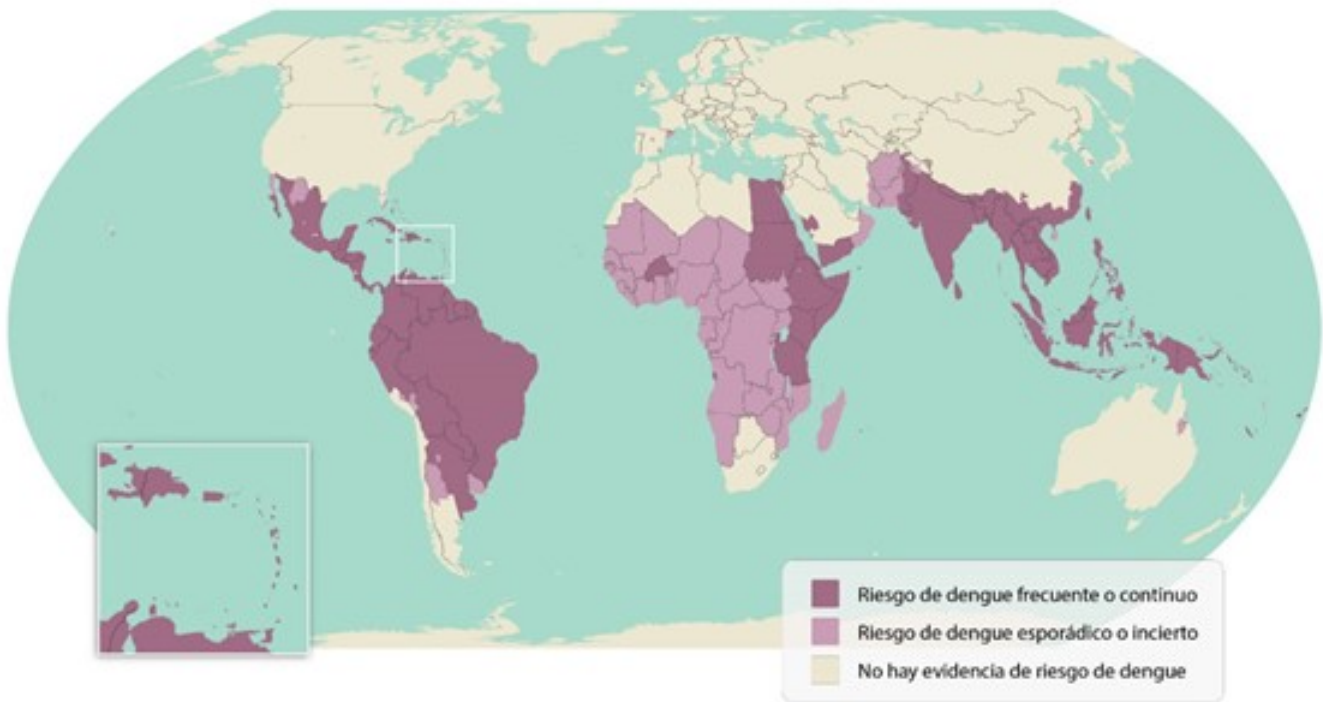 Riesgo de dengue frecuente o continuo
Riesgo de dengue esporádico o incierto
No hay evidencia de riesgo de dengue